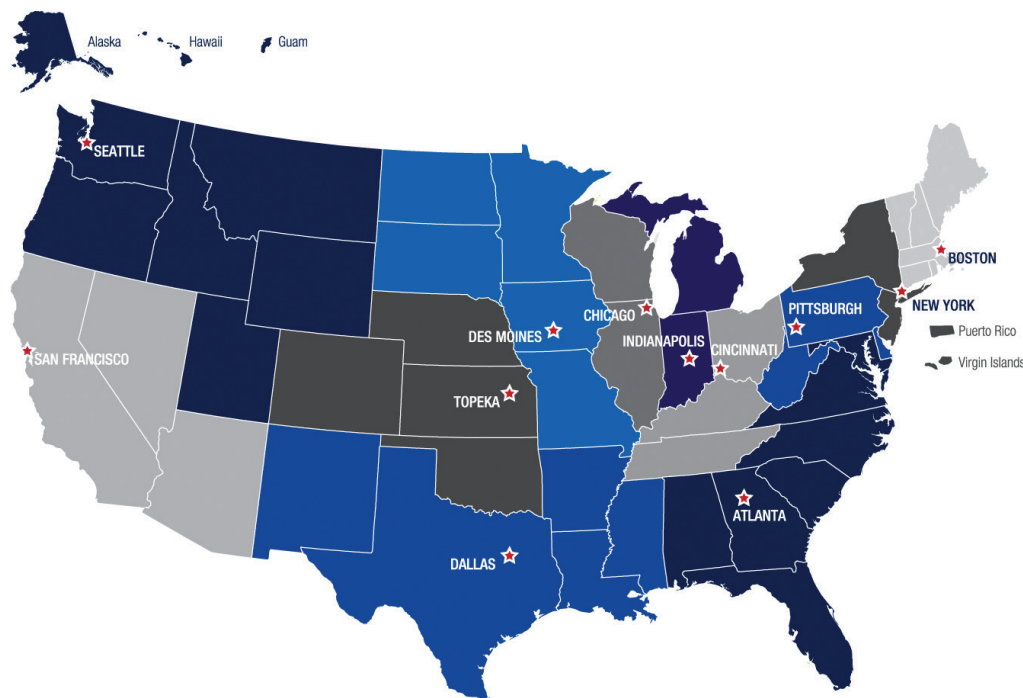 Alaska
Hawaii
Guam
SEATTLE
BOSTON
NEW YORK
PITTSBURGH
CHICAGO
DES MOINES
Puerto Rico
INDIANAPOLIS
CINCINNATI
SAN FRANCISCO
Virgin Islands
TOPEKA
ATLANTA
DALLAS